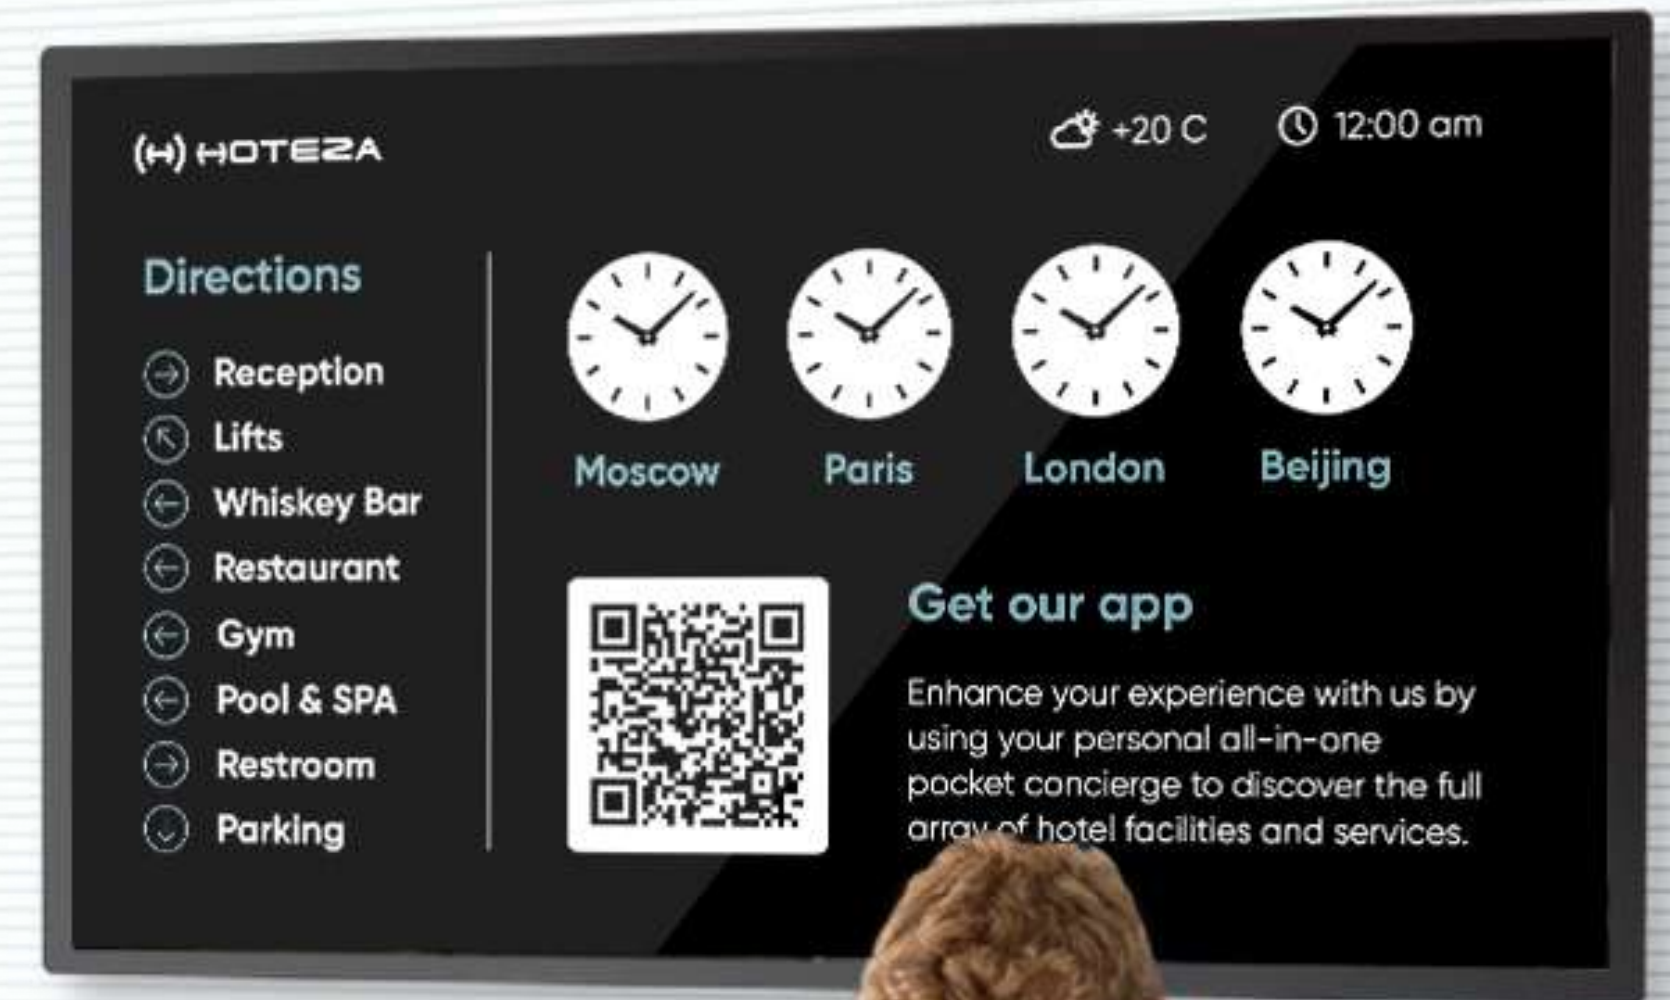 (H) HOTEZA
+20 C
12:00 am
Directions
Reception
Lifts
Whiskey Bar
Restaurant
Gym
Pool & SPA
Restroom
Parking
Moscow
Paris
London
Beijing
Get our app
Enhance your experience with us by
using your personal all-in-one
pocket concierge to discover the full
array of hotel facilities and services.